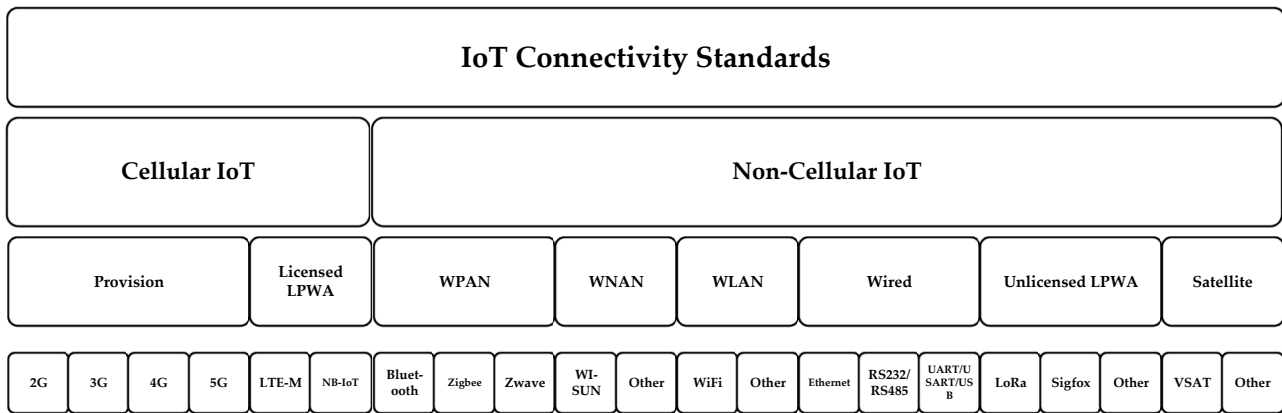 IoT Connectivity Standards
Cellular IoT
Non-Cellular IoT
Provision
Licensed
LPWA
WPAN
WNAN
WLAN
Wired
Unlicensed LPWA
Satellite
2G
3G
4G
5G
LTE-M
NB-IoT
Bluet-
ooth
Zigbee
Zwave
WI-
SUN
Other
WiFi
Other
Ethernet
RS232/
RS485
UART/U
SART/US
B
LoRa
Sigfox
Other
VSAT
Other